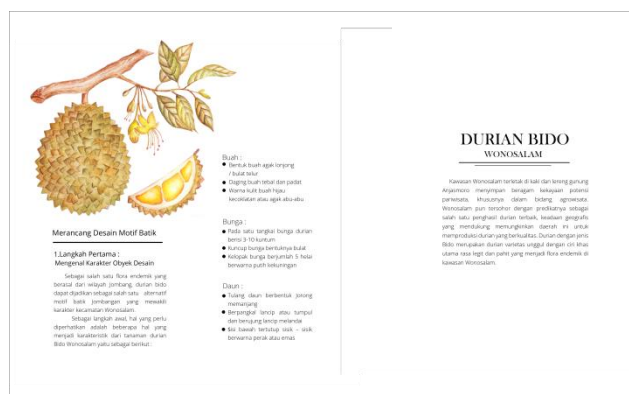 Merancang Desain Motif Batik
1.Langkah Pertama :
Mengenal Karakter Obyek Desain
Sebagai salah satu flora endemik yang
berasal dari wilayah Jombang, durian bido
dapat dijadikan sebagai salah satu alternatif
motif batik Jombangan yang mewakili
karakter kecamatan Wonosalam.
Sebagai langkah awal, hal yang perlu
diperhatikan adalah beberapa hal yang
menjadi karakteristik dari tanaman durian
Bido Wonosalam yaitu sebagai berikut :
Buah :
● Bentuk buah agak lonjong
/ bulat telur
● Daging buah tebal dan padat
● Warna kulit buah hijau
kecoklatan atau agak abu-abu
Bunga :
● Pada satu tangkai bunga durian
berisi 3-10 kuntum
● Kuncup bunga bentuknya bulat
● Kelopak bunga berjumlah 5 helai
berwarna putih kekuningan
Daun :
● Tulang daun berbentuk jorong
memanjang
● Berpangkal lancip atau tumpul
dan berujung lancip melandai
● Sisi bawah tertutup sisik – sisik
berwarna perak atau emas
DURIAN BIDO
WONOSALAM
Kawasan Wonosalam terletak di kaki dan lereng gunung
Anjasmoro menyimpan beragam kekayaan potensi
pariwisata, khususnya dalam bidang agrowisata.
Wonosalam pun tersohor dengan predikatnya sebagai
salah satu penghasil durian terbaik, keadaan geografis
yang mendukung memungkinkan daerah ini untuk
memproduksi durian yang berkualitas. Durian dengan jenis
Bido merupakan durian varietas unggul dengan ciri khas
utama rasa legit dan pahit yang menjadi flora endemik di
kawasan Wonosalam.